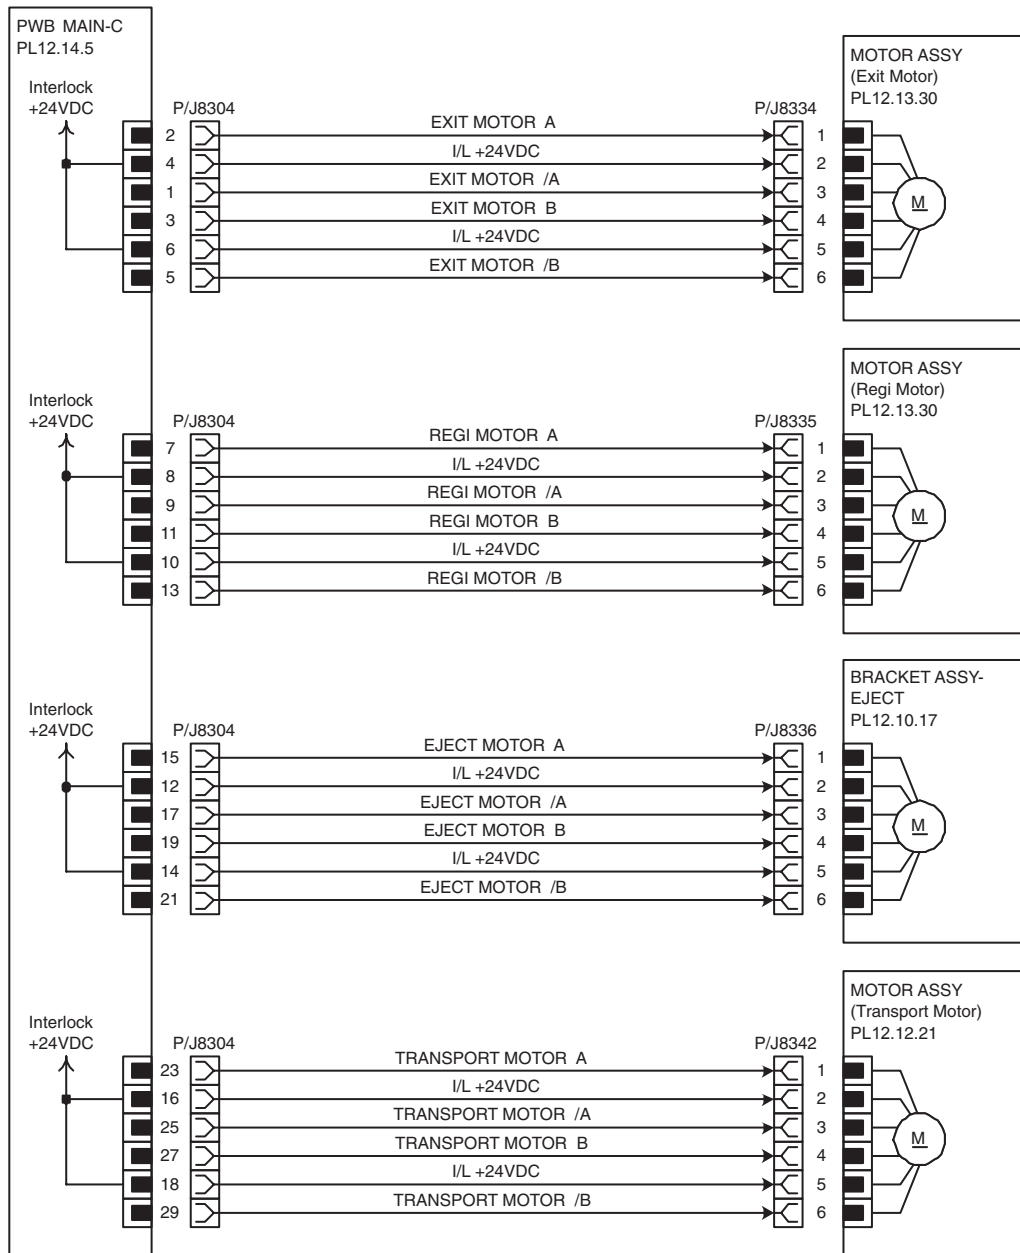 PWB MAIN-C
PL12.14.5
MOTOR ASSY
(Exit Motor)
PL12.13.30
Interlock
+24VDC
P/J8304
P/J8334
2 EXIT MOTOR A 1
4 I/L +24VDC 2
1 EXIT MOTOR /A 3
3 EXIT MOTOR B 4
6 I/L +24VDC 5
5 EXIT MOTOR /B 6
M
MOTOR ASSY
(Regi Motor)
PL12.13.30
Interlock
+24VDC
P/J8304
P/J8335
7 REGI MOTOR A 1
8 I/L +24VDC 2
9 REGI MOTOR /A 3
11 REGI MOTOR B 4
10 I/L +24VDC 5
13 REGI MOTOR /B 6
M
BRACKET ASSY-
EJECT
PL12.10.17
Interlock
+24VDC
P/J8304
P/J8336
15 EJECT MOTOR A 1
12 I/L +24VDC 2
17 EJECT MOTOR /A 3
19 EJECT MOTOR B 4
14 I/L +24VDC 5
21 EJECT MOTOR /B 6
M
MOTOR ASSY
(Transport Motor)
PL12.12.21
Interlock
+24VDC
P/J8304
P/J8342
23 TRANSPORT MOTOR A 1
16 I/L +24VDC 2
25 TRANSPORT MOTOR /A 3
27 TRANSPORT MOTOR B 4
18 I/L +24VDC 5
29 TRANSPORT MOTOR /B 6
M